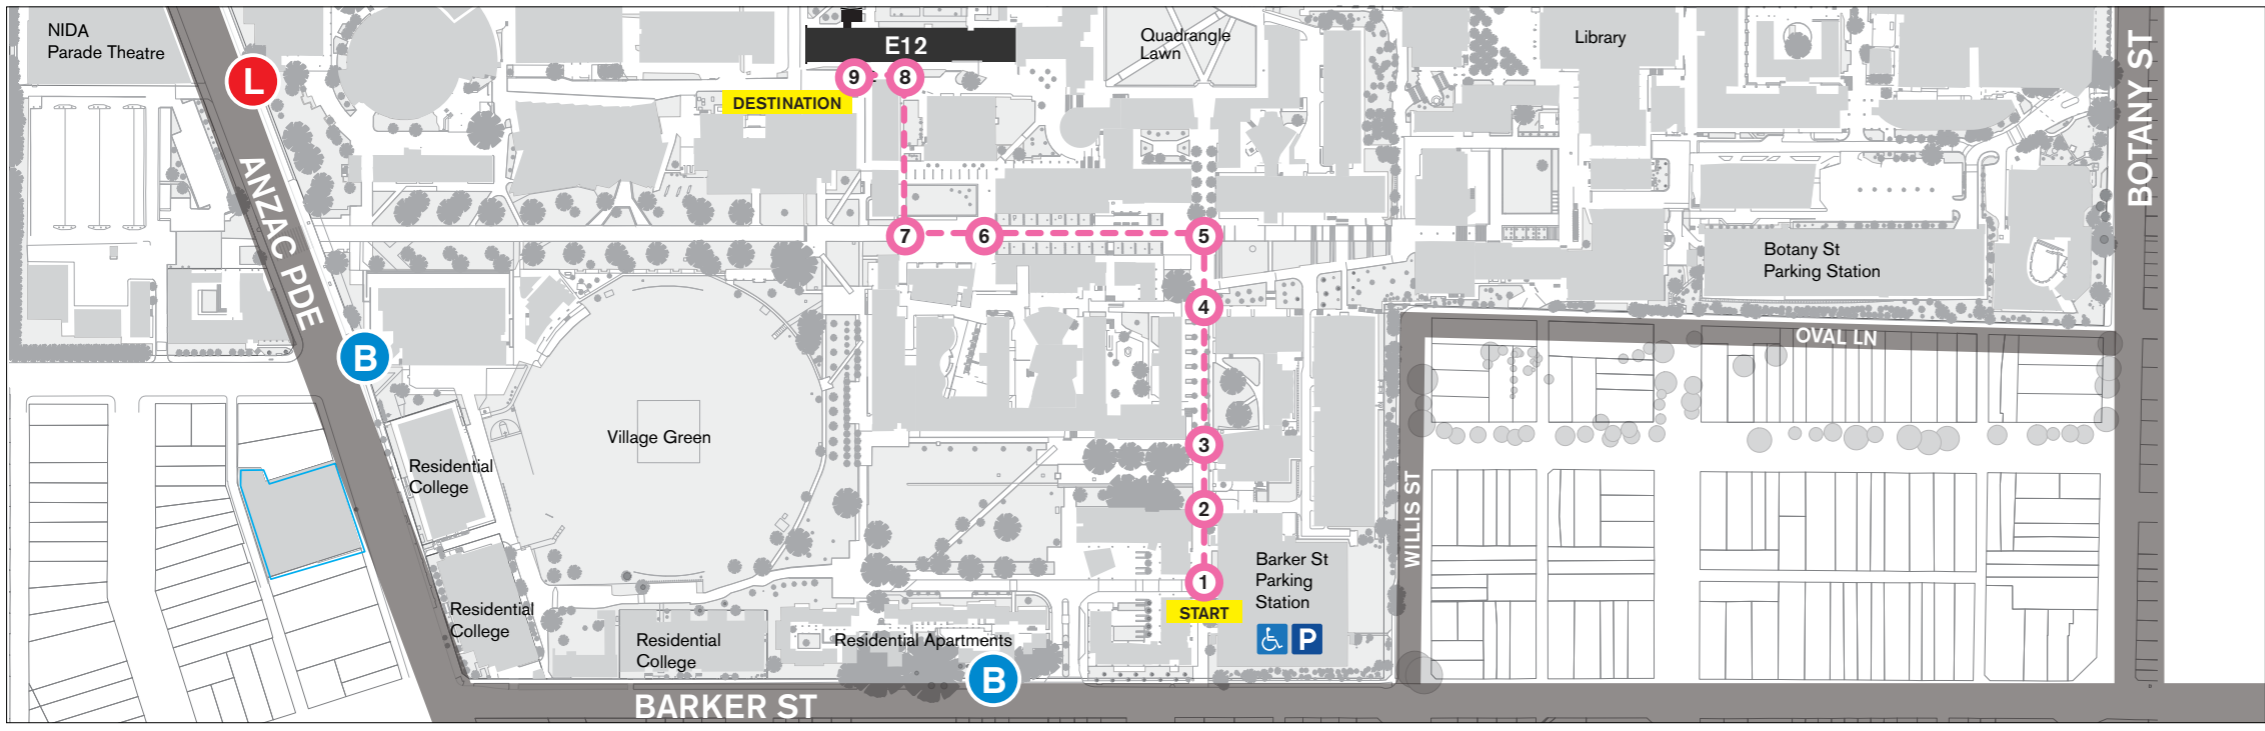 NIDA
Parade Theatre
L
ANZAC PDE
E12
9
8
DESTINATION
Quadrangle
Lawn
Library
BOTANY ST
7
6
5
Botany St
Parking Station
4
B
OVAL LN
Village Green
3
Residential
College
2
WILLIS ST
Barker St
Parking
Station
1
START
P
Residential
College
Residential
College
Residential Apartments
B
BARKER ST